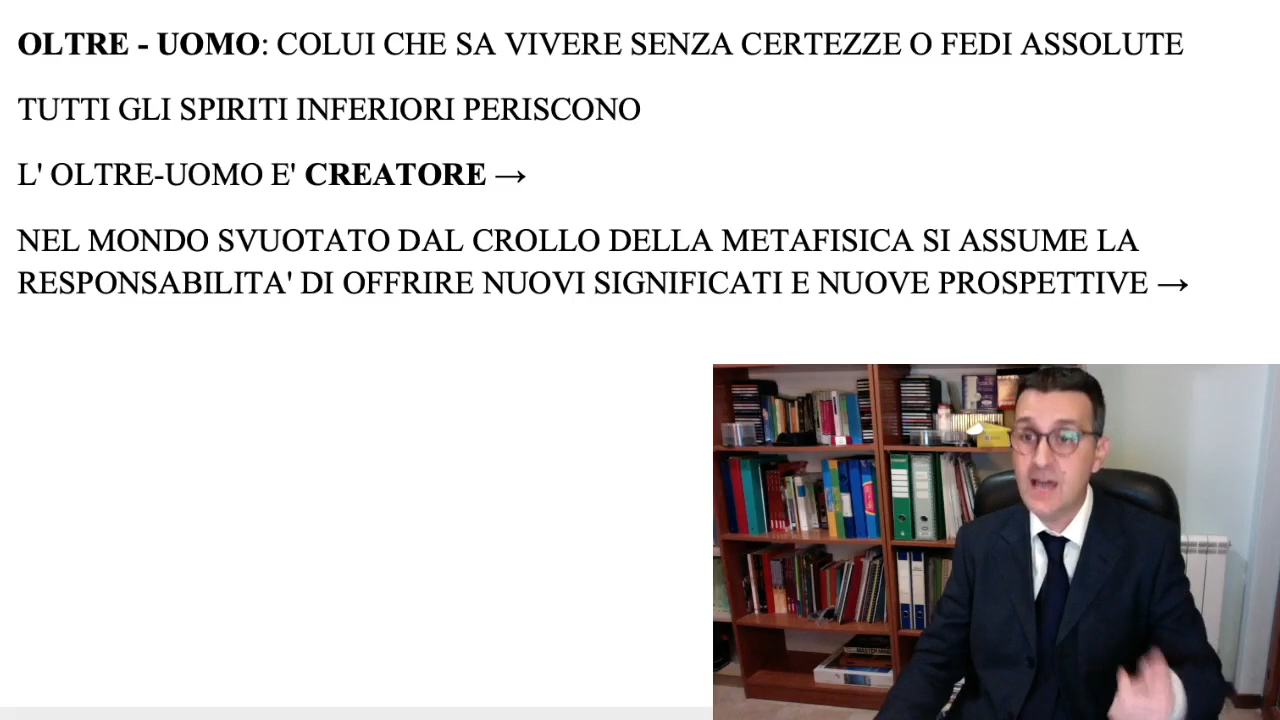 OLTRE - UOMO: COLUI CHE SA VIVERE SENZA CERTEZZE O FEDI ASSOLUTE
TUTTI GLI SPIRITI INFERIORI PERISCONO
L' OLTRE-UOMO E' CREATORE →
NEL MONDO SVUOTATO DAL CROLLO DELLA METAFISICA SI ASSUME LA
RESPONSABILITA' DI OFFRIRE NUOVI SIGNIFICATI E NUOVE PROSPETTIVE →